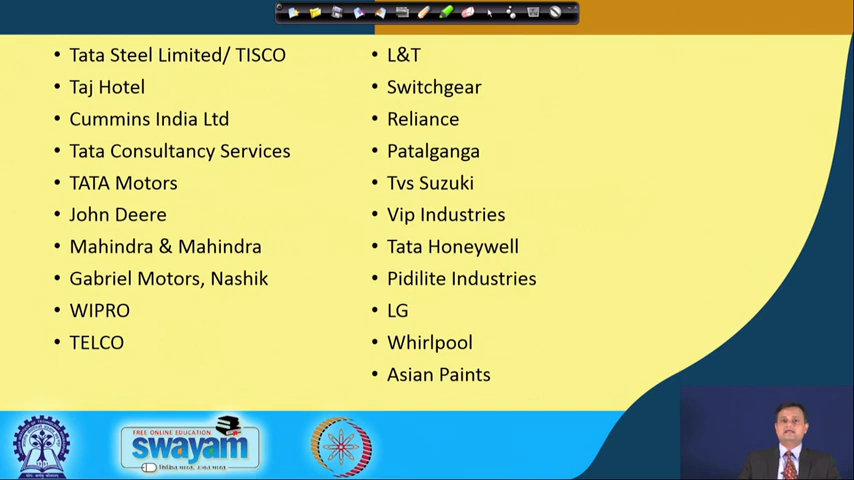 • Tata Steel Limited/ TISCO
• Taj Hotel
• Cummins India Ltd
• Tata Consultancy Services
• TATA Motors
• John Deere
• Mahindra & Mahindra
• Gabriel Motors, Nashik
• WIPRO
• TELCO
• L&T
• Switchgear
• Reliance
• Patalganga
• Tvs Suzuki
• Vip Industries
• Tata Honeywell
• Pidilite Industries
• LG
• Whirlpool
• Asian Paints
FREE ONLINE EDUCATION
swayam